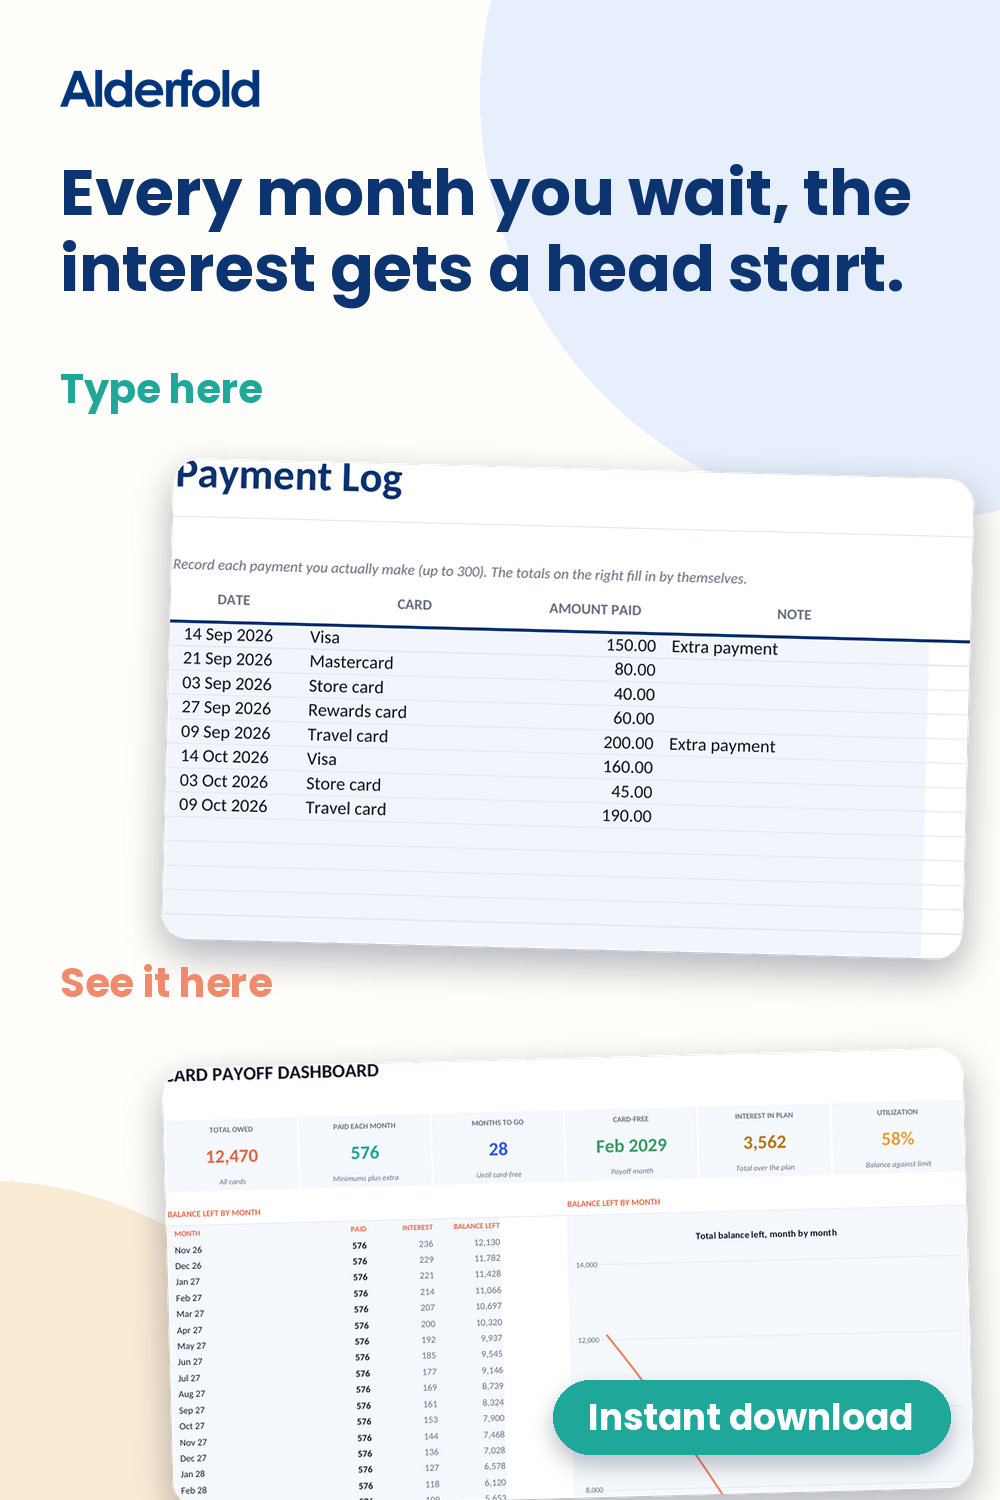 Alderfold
Every month you wait, the
interest gets a head start.
Type here
Payment Log
Record each payment you actually make (up to 300). The totals on the right fill in by themselves.
DATE CARD AMOUNT PAID NOTE
14 Sep 2026 Visa 150.00 Extra payment
21 Sep 2026 Mastercard 80.00
03 Sep 2026 Store card 40.00
27 Sep 2026 Rewards card 60.00
09 Sep 2026 Travel card 200.00 Extra payment
14 Oct 2026 Visa 160.00
03 Oct 2026 Store card 45.00
09 Oct 2026 Travel card 190.00
See it here
CARD PAYOFF DASHBOARD
TOTAL OWED PAID EACH MONTH MONTHS TO GO CARD-FREE INTEREST IN PLAN UTILIZATION
12,470 576 28 Feb 2029 3,562 58%
All cards Minimums plus extra Until card-free Payoff month Total over the plan Balance against limit
BALANCE LEFT BY MONTH BALANCE LEFT BY MONTH
MONTH PAID INTEREST BALANCE LEFT
Total balance left, month by month
Nov 26 576 236 12,130
Dec 26 576 229 11,782
14,000
Jan 27 576 221 11,428
Feb 27 576 214 11,066
Mar 27 576 207 10,697
Apr 27 576 200 10,320
12,000
May 27 576 192 9,937
Jun 27 576 185 9,545
Jul 27 576 177 9,146
Aug 27 576 169 8,739
Sep 27 576 161 8,324
Oct 27 576 153 7,900
Instant download
Nov 27 576 144 7,468
Dec 27 576 136 7,028
Jan 28 576 127 6,578
Feb 28 576 118 6,120
8,000
576 109 5,653